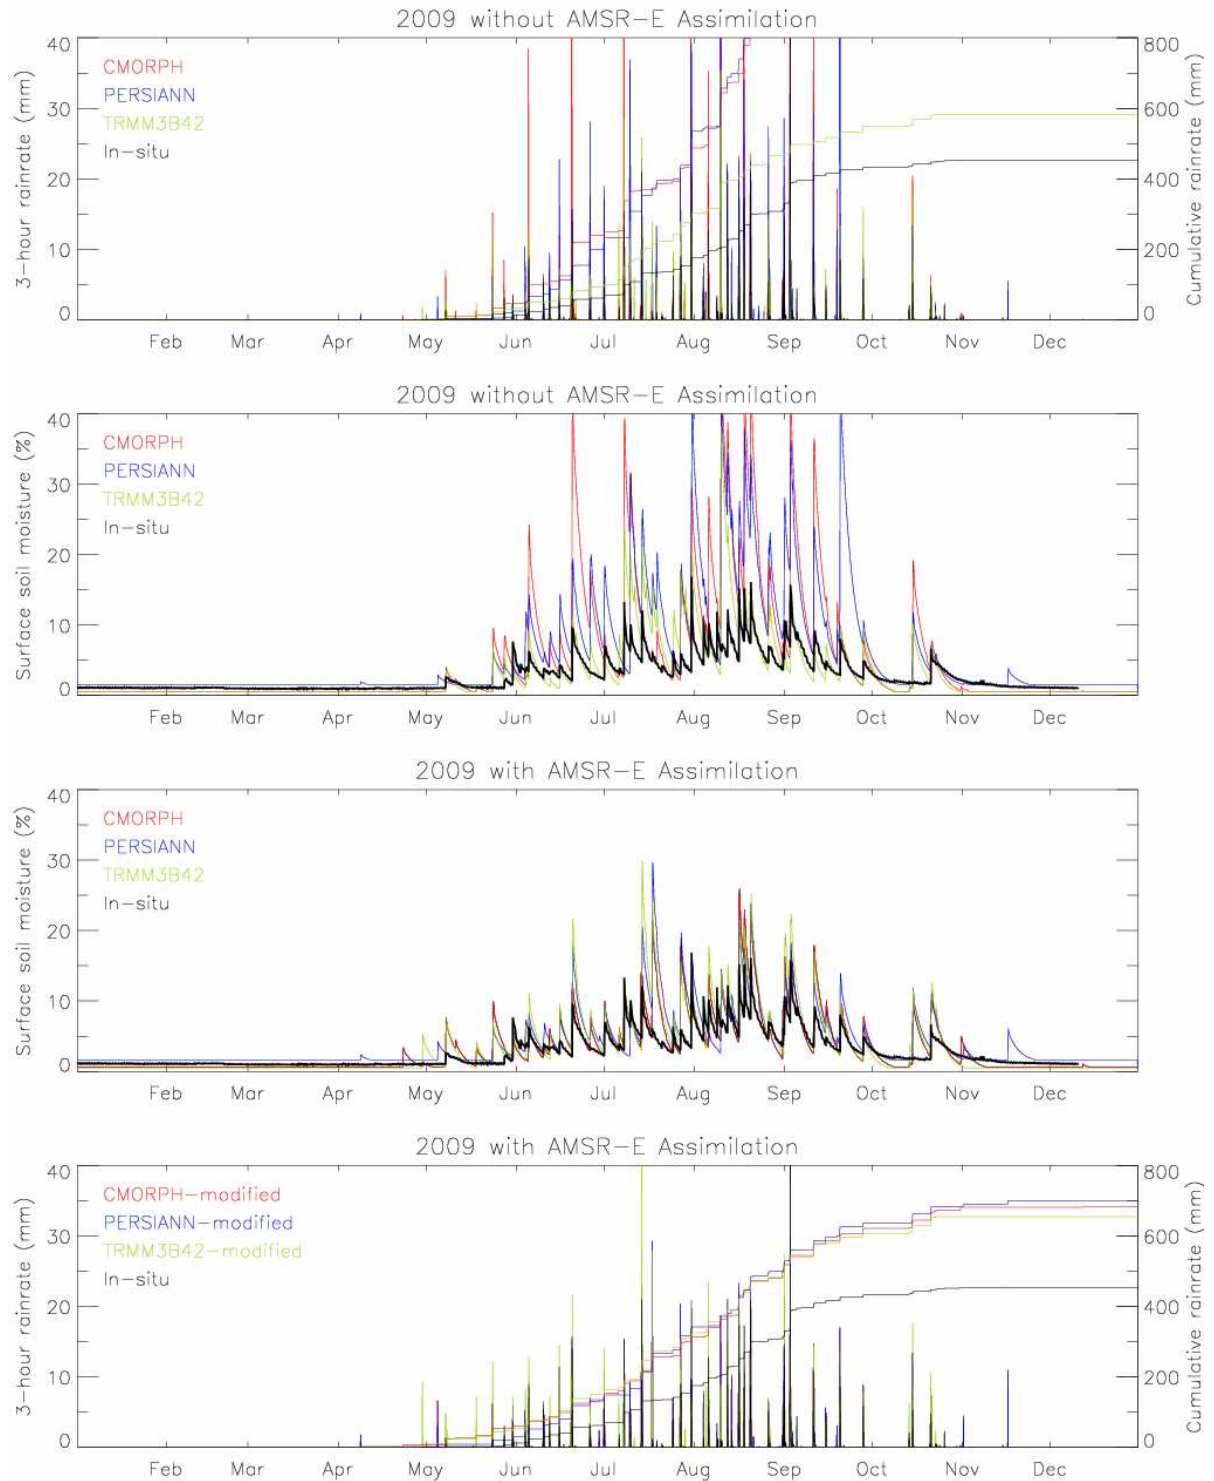 2009 without AMSR-E Assimilation
40
30
20
10
0
3-hour rainrate (mm)
CMORPH
PERSIANN
TRMM3B42
In-situ
800
600
400
200
0
Cumulative rainrate (mm)
Feb Mar Apr May Jun Jul Aug Sep Oct Nov Dec
2009 without AMSR-E Assimilation
40
30
20
10
0
Surface soil moisture (%)
CMORPH
PERSIANN
TRMM3B42
In-situ
Feb Mar Apr May Jun Jul Aug Sep Oct Nov Dec
2009 with AMSR-E Assimilation
40
30
20
10
0
Surface soil moisture (%)
CMORPH
PERSIANN
TRMM3B42
In-situ
Feb Mar Apr May Jun Jul Aug Sep Oct Nov Dec
2009 with AMSR-E Assimilation
40
30
20
10
0
3-hour rainrate (mm)
CMORPH-modified
PERSIANN-modified
TRMM3B42-modified
In-situ
800
600
400
200
0
Cumulative rainrate (mm)
Feb Mar Apr May Jun Jul Aug Sep Oct Nov Dec